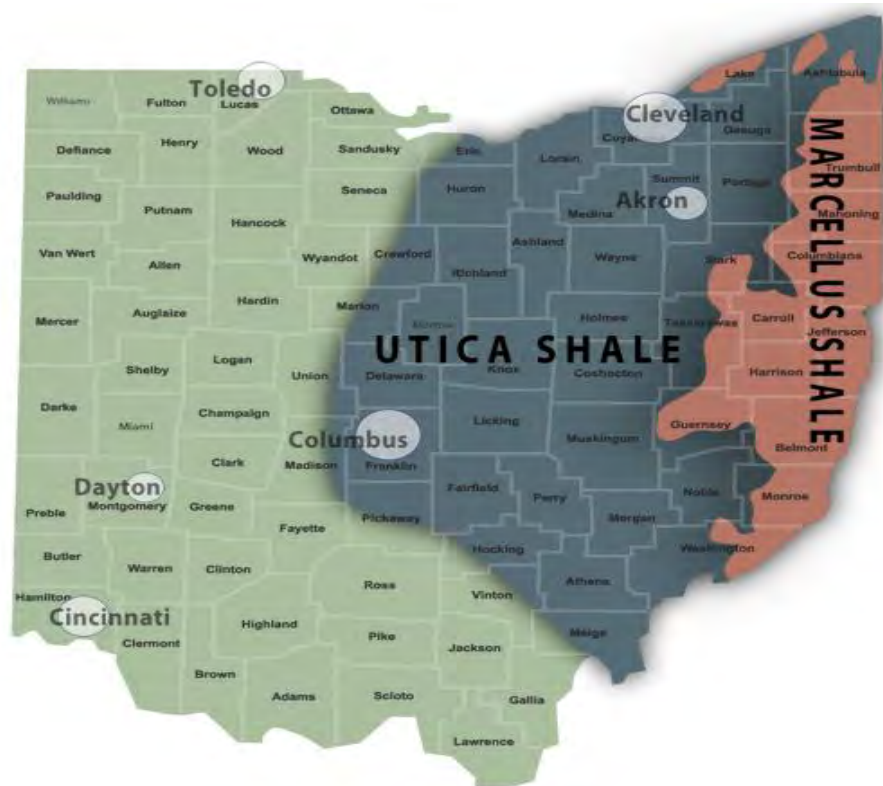 Toledo
Cleveland
Akron
Columbus
Dayton
Cincinnati
UTICA SHALE
MARCELLUS SHALE
Williams
Fulton
Lucas
Ottawa
Lake
Ashtabula
Defiance
Henry
Wood
Sandusky
Erie
Lorain
Geauga
Trumbull
Paulding
Putnam
Hancock
Seneca
Huron
Medina
Summit
Portage
Mahoning
Van Wert
Allen
Wyandot
Crawford
Richland
Ashland
Wayne
Stark
Columbiana
Mercer
Auglaize
Hardin
Marion
Morrow
Holmes
Tuscarawas
Carroll
Jefferson
Shelby
Logan
Union
Delaware
Knox
Coshocton
Harrison
Darke
Miami
Champaign
Licking
Muskingum
Guernsey
Belmont
Clark
Madison
Franklin
Fairfield
Perry
Noble
Monroe
Preble
Montgomery
Greene
Fayette
Pickaway
Morgan
Washington
Butler
Warren
Clinton
Ross
Hocking
Athens
Hamilton
Clermont
Highland
Pike
Vinton
Meigs
Brown
Adams
Scioto
Jackson
Gallia
Lawrence